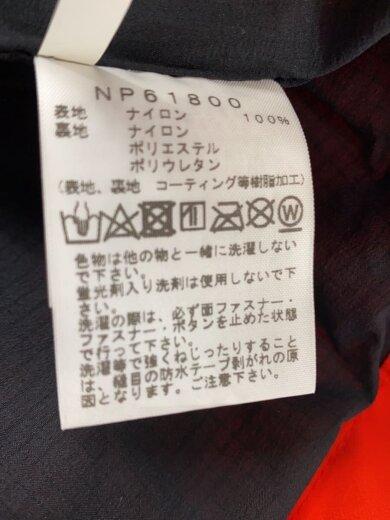 NP61800
表地 ナイロン 100%
裏地 ナイロン
ポリエステル
ポリウレタン
(表地、裏地 コーティング等樹脂加工)
W
色物は他の物と一緒に洗濯しない
で下さい。
蛍光剤入り洗剤は使用しないで下
さい。
洗濯の際は、必ず面ファスナー・
ファスナー・ボタンを止めた状態
で行って下さい。
洗濯等で強くねじったりすること
は、縫目の防水テープ剝がれの原
因となります。ご注意下さい。